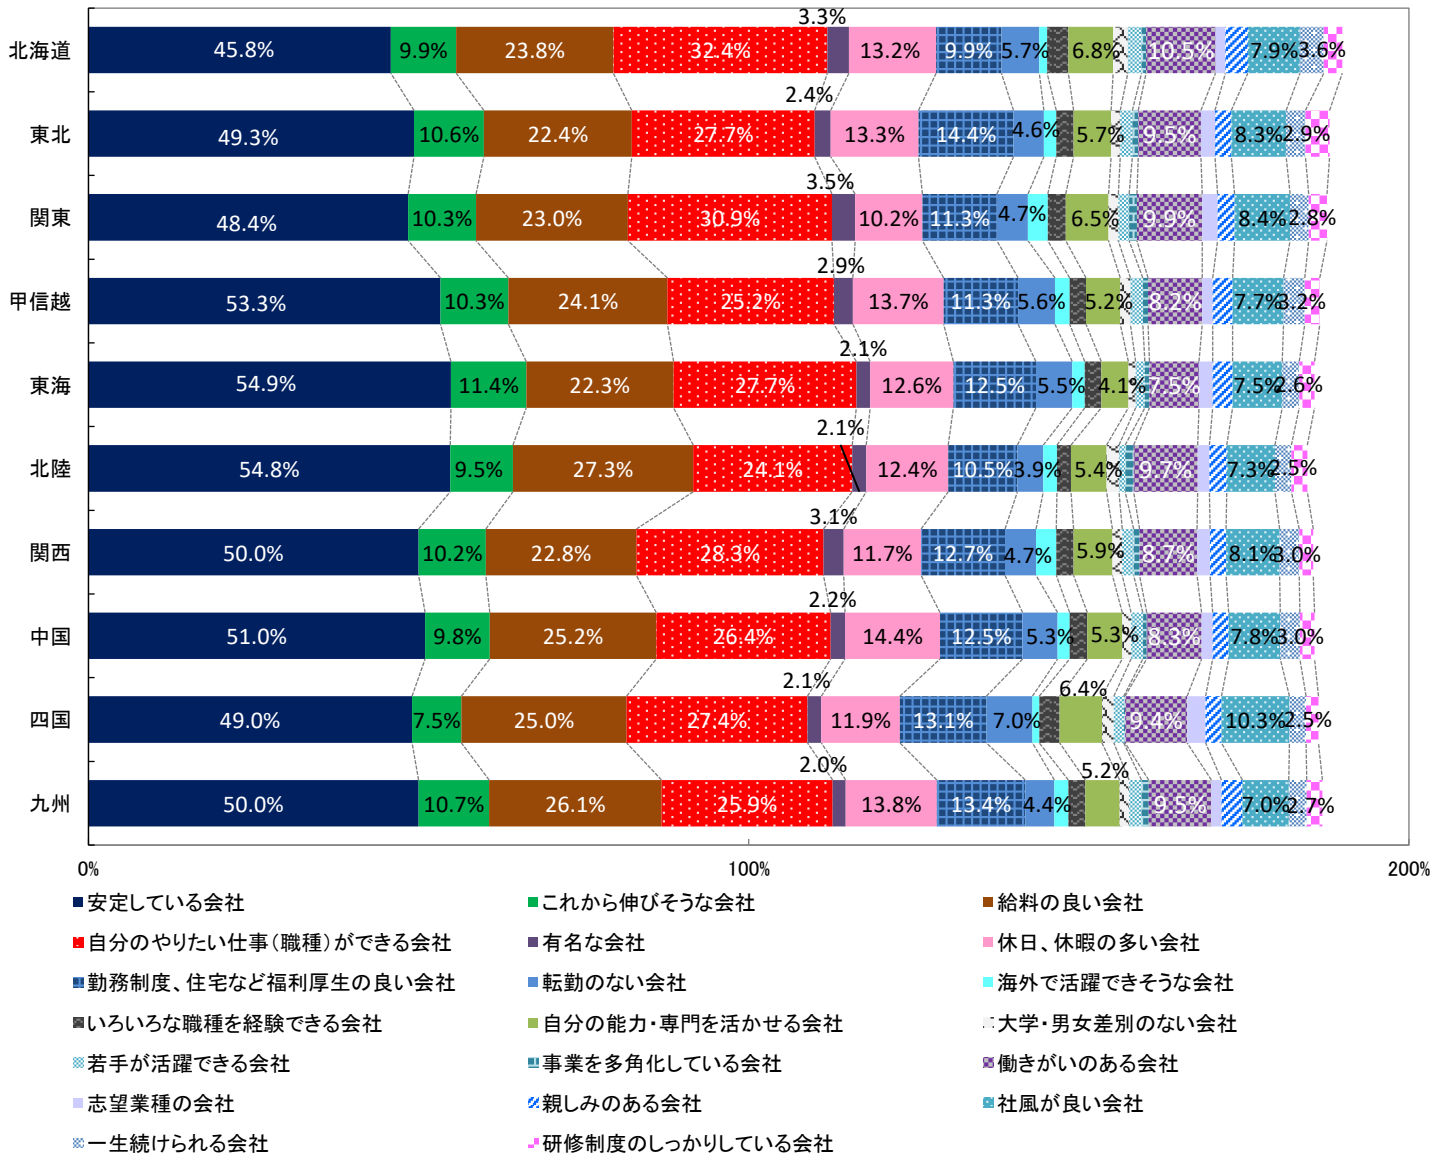 3.3%
北海道 45.8% 9.9% 23.8% 32.4% 13.2% 9.9% 5.7% 6.8% 10.5% 7.9% 3.6%
2.4%
東北 49.3% 10.6% 22.4% 27.7% 13.3% 14.4% 4.6% 5.7% 9.5% 8.3% 2.9%
3.5%
関東 48.4% 10.3% 23.0% 30.9% 10.2% 11.3% 4.7% 6.5% 9.9% 8.4% 2.8%
2.9%
甲信越 53.3% 10.3% 24.1% 25.2% 13.7% 11.3% 5.6% 5.2% 8.2% 7.7% 3.2%
2.1%
東海 54.9% 11.4% 22.3% 27.7% 12.6% 12.5% 5.5% 4.1% 7.5% 7.5% 2.6%
2.1%
北陸 54.8% 9.5% 27.3% 24.1% 12.4% 10.5% 3.9% 5.4% 9.7% 7.3% 2.5%
3.1%
関西 50.0% 10.2% 22.8% 28.3% 11.7% 12.7% 4.7% 5.9% 8.7% 8.1% 3.0%
2.2%
中国 51.0% 9.8% 25.2% 26.4% 14.4% 12.5% 5.3% 5.3% 8.3% 7.8% 3.0%
2.1% 6.4%
四国 49.0% 7.5% 25.0% 27.4% 11.9% 13.1% 7.0% 9.4% 10.3% 2.5%
2.0% 5.2%
九州 50.0% 10.7% 26.1% 25.9% 13.8% 13.4% 4.4% 9.5% 7.0% 2.7%
0% 100% 200%
安定している会社 これから伸びそうな会社 給料の良い会社
自分のやりたい仕事(職種)ができる会社 有名な会社 休日、休暇の多い会社
勤務制度、住宅など福利厚生の良い会社 転勤のない会社 海外で活躍できそうな会社
いろいろな職種を経験できる会社 自分の能力・専門を活かせる会社 大学・男女差別のない会社
若手が活躍できる会社 事業を多角化している会社 働きがいのある会社
志望業種の会社 親しみのある会社 社風が良い会社
一生続けられる会社 研修制度のしっかりしている会社